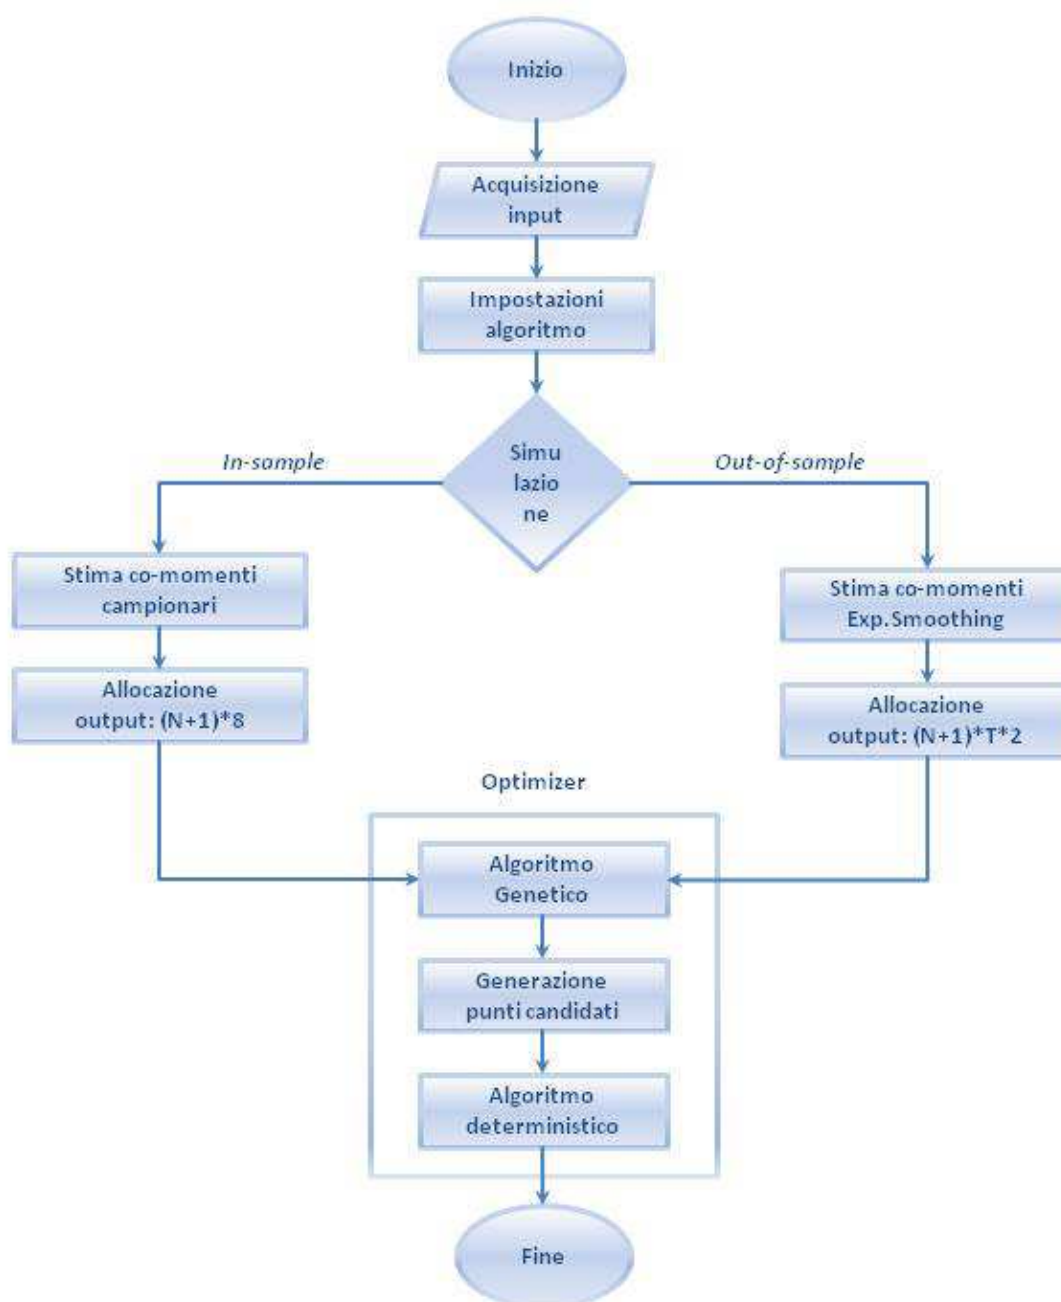 Inizio
Acquisizione
input
Impostazioni
algoritmo
Simu
lazio
ne
In-sample
Out-of-sample
Stima co-momenti
campionari
Stima co-momenti
Exp.Smoothing
Allocazione
output: (N+1)*8
Allocazione
output: (N+1)*T*2
Optimizer
Algoritmo
Genetico
Generazione
punti candidati
Algoritmo
deterministico
Fine